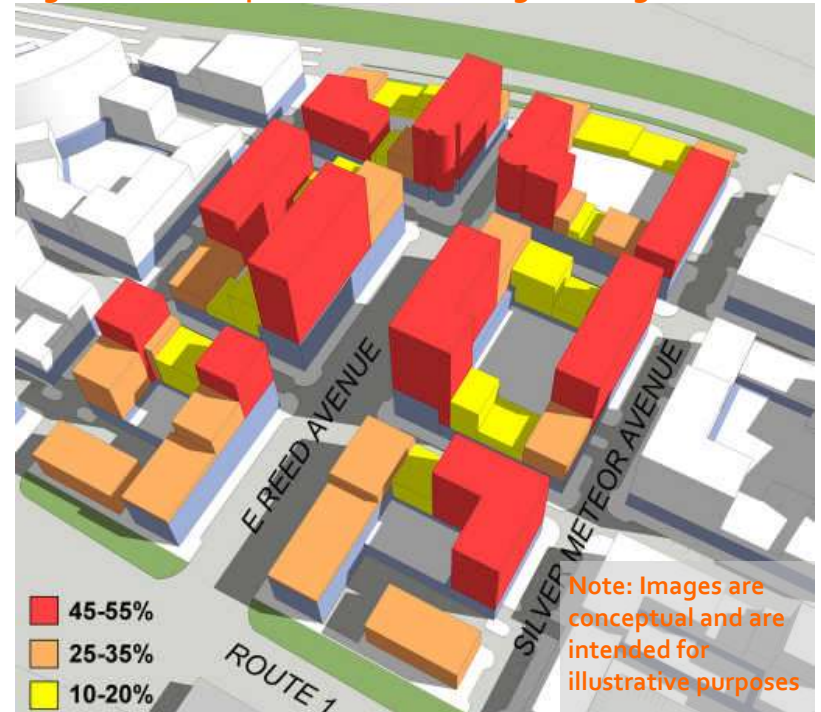 E REED AVENUE
SILVER METEOR AVENUE
45-55%
25-35%
10-20%
ROUTE 1
Note: Images are
conceptual and are
intended for
illustrative purposes